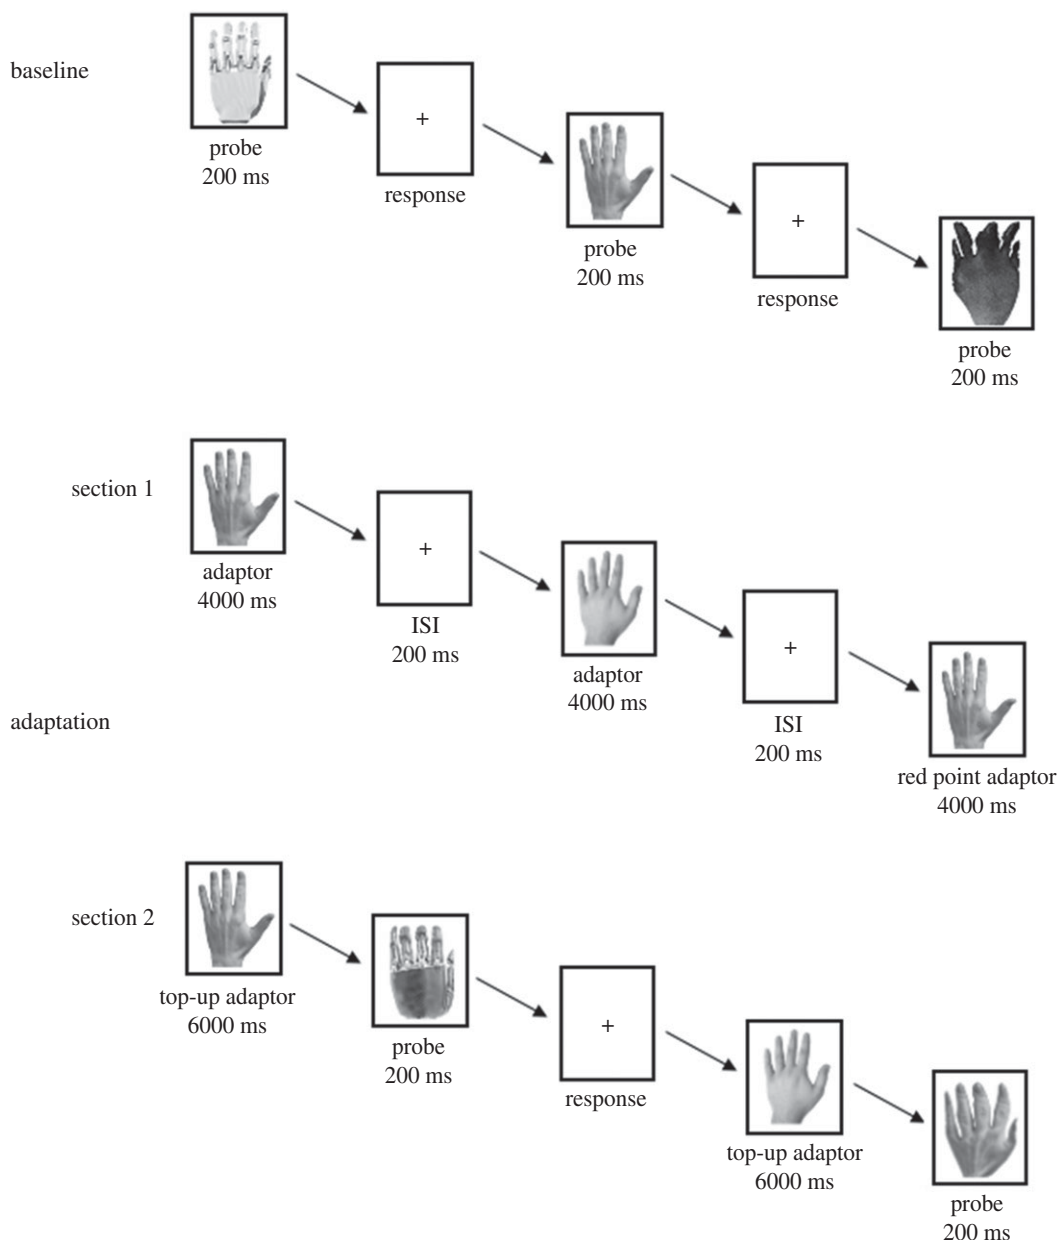 baseline
probe
200 ms
+
response
probe
200 ms
+
response
probe
200 ms
section 1
adaptor
4000 ms
+
ISI
200 ms
adaptor
4000 ms
+
ISI
200 ms
red point adaptor
4000 ms
adaptation
section 2
top-up adaptor
6000 ms
probe
200 ms
+
response
top-up adaptor
6000 ms
probe
200 ms